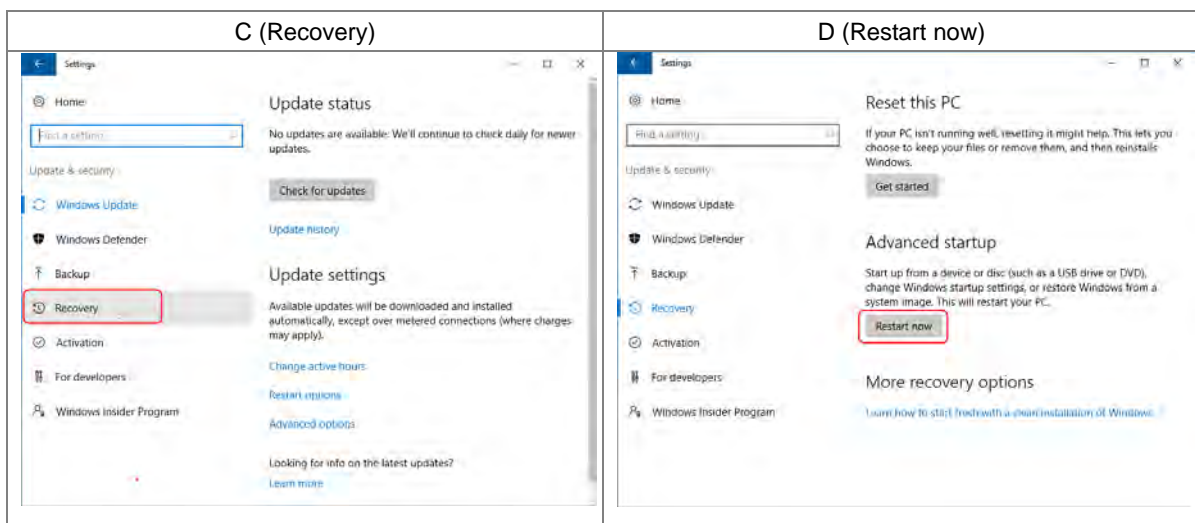 C (Recovery)
D (Restart now)
Settings
Home
Find a setting
Update & security
Windows Update
Windows Defender
Backup
Recovery
Activation
For developers
Windows Insider Program
Update status
No updates are available. We'll continue to check daily for newer
updates.
Check for updates
Update history
Update settings
Available updates will be downloaded and installed
automatically, except over metered connections (where charges
may apply).
Change active hours
Restart options
Advanced options
Looking for info on the latest updates?
Learn more
Settings
Home
Find a setting
Update & security
Windows Update
Windows Defender
Backup
Recovery
Activation
For developers
Windows Insider Program
Reset this PC
If your PC isn't running well, resetting it might help. This lets you
choose to keep your files or remove them, and then reinstalls
Windows.
Get started
Advanced startup
Start up from a device or disc (such as a USB drive or DVD),
change Windows startup settings, or restore Windows from a
system image. This will restart your PC.
Restart now
More recovery options
Learn how to start fresh with a clean installation of Windows